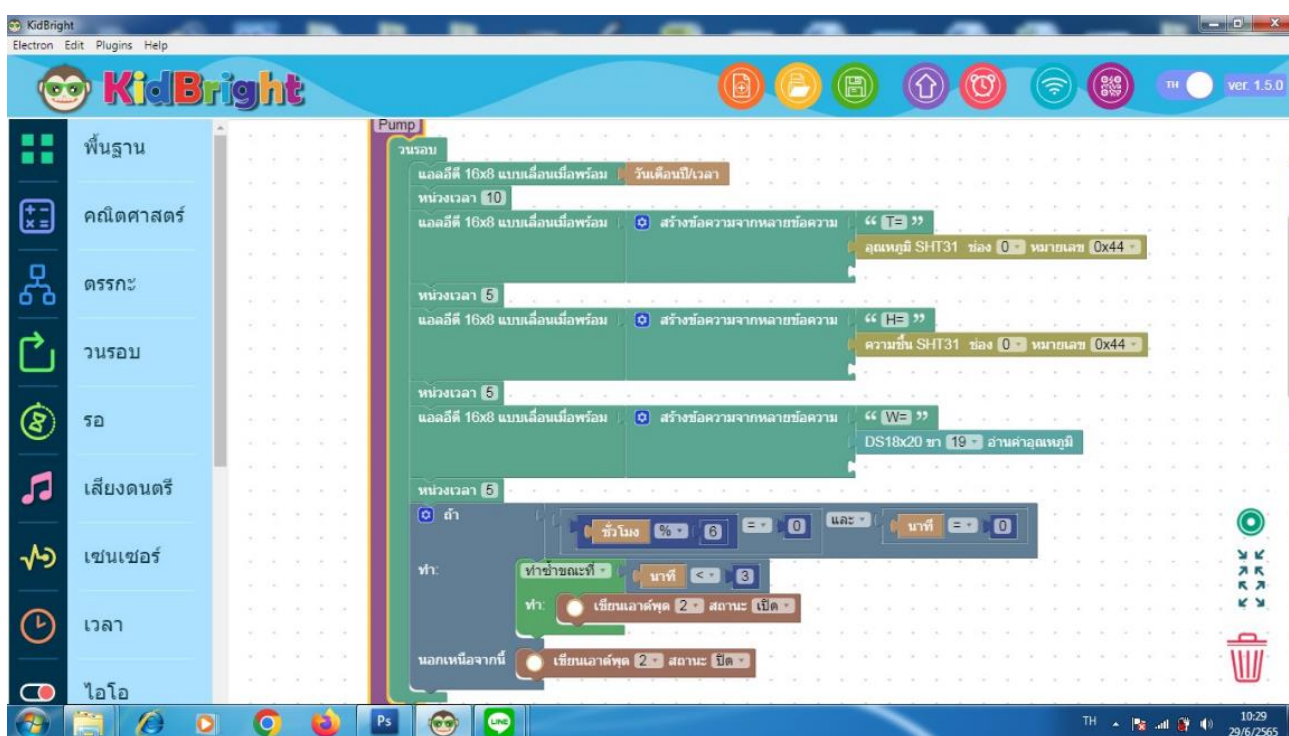 KidBright
Electron Edit Plugins Help
KidBright
TH ver. 1.5.0
พื้นฐาน
คณิตศาสตร์
ตรรกะ
วนรอบ
รอ
เสียงดนตรี
เซนเซอร์
เวลา
ไอโอ
Pump
วนรอบ
แอลอีดี 16x8 แบบเลื่อนเมื่อพร้อม วันเดือนปี/เวลา
หน่วงเวลา 10
แอลอีดี 16x8 แบบเลื่อนเมื่อพร้อม สร้างข้อความจากหลายข้อความ “ T= ”
อุณหภูมิ SHT31 ช่อง 0 หมายเลข 0x44
หน่วงเวลา 5
แอลอีดี 16x8 แบบเลื่อนเมื่อพร้อม สร้างข้อความจากหลายข้อความ “ H= ”
ความชื้น SHT31 ช่อง 0 หมายเลข 0x44
หน่วงเวลา 5
แอลอีดี 16x8 แบบเลื่อนเมื่อพร้อม สร้างข้อความจากหลายข้อความ “ W= ”
DS18x20 ขา 19 อ่านค่าอุณหภูมิ
หน่วงเวลา 5
ถ้า ชั่วโมง % 6 = 0 และ นาที = 0
ทำ: ทำซ้ำขณะที่ นาที < 3
ทำ: เขียนเอาต์พุต 2 สถานะ เปิด
นอกเหนือจากนี้ เขียนเอาต์พุต 2 สถานะ ปิด
Ps LINE TH 10:29
29/6/2565